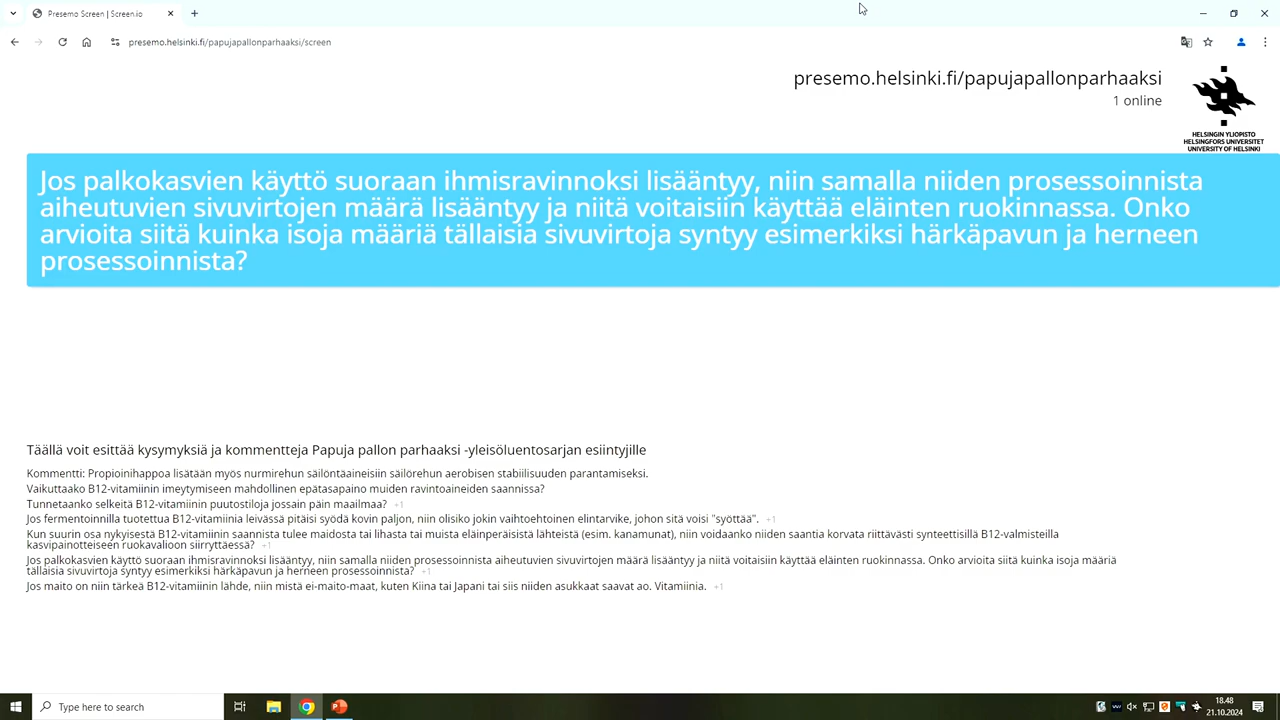 Presemo Screen | Screen.io
presemo.helsinki.fi/papujapallonparhaaksi/screen
presemo.helsinki.fi/papujapallonparhaaksi
1 online
HELSINGIN YLIOPISTO
HELSINGFORS UNIVERSITET
UNIVERSITY OF HELSINKI
Jos palkokasvien käyttö suoraan ihmisravinnoksi lisääntyy, niin samalla niiden prosessoinnista
aiheutuvien sivuvirtojen määrä lisääntyy ja niitä voitaisiin käyttää eläinten ruokinnassa. Onko
arvioita siitä kuinka isoja määriä tällaisia sivuvirtoja syntyy esimerkiksi härkäpavun ja herneen
prosessoinnista?
Täällä voit esittää kysymyksiä ja kommentteja Papuja pallon parhaaksi -yleisöluentosarjan esiintyjille
Kommentti: Propioinihappoa lisätään myös nurmirehun säilöntäaineisiin säilörehun aerobisen stabiilisuuden parantamiseksi.
Vaikuttaako B12-vitamiinin imeytymiseen mahdollinen epätasapaino muiden ravintoaineiden saannissa?
Tunnetaanko selkeitä B12-vitamiinin puutostiloja jossain päin maailmaa? +1
Jos fermentoinnilla tuotettua B12-vitamiinia leivässä pitäisi syödä kovin paljon, niin olisiko jokin vaihtoehtoinen elintarvike, johon sitä voisi "syöttää". +1
Kun suurin osa nykyisestä B12-vitamiinin saannista tulee maidosta tai lihasta tai muista eläinperäisistä lähteistä (esim. kanamunat), niin voidaanko niiden saantia korvata riittävästi synteettisillä B12-valmisteilla
kasvipainotteiseen ruokavalioon siirryttäessä? +1
Jos palkokasvien käyttö suoraan ihmisravinnoksi lisääntyy, niin samalla niiden prosessoinnista aiheutuvien sivuvirtojen määrä lisääntyy ja niitä voitaisiin käyttää eläinten ruokinnassa. Onko arvioita siitä kuinka isoja määriä
tällaisia sivuvirtoja syntyy esimerkiksi härkäpavun ja herneen prosessoinnista? +1
Jos maito on niin tärkeä B12-vitamiinin lähde, niin mistä ei-maito-maat, kuten Kiina tai Japani tai siis niiden asukkaat saavat ao. Vitamiinia. +1
Type here to search
18.48
21.10.2024